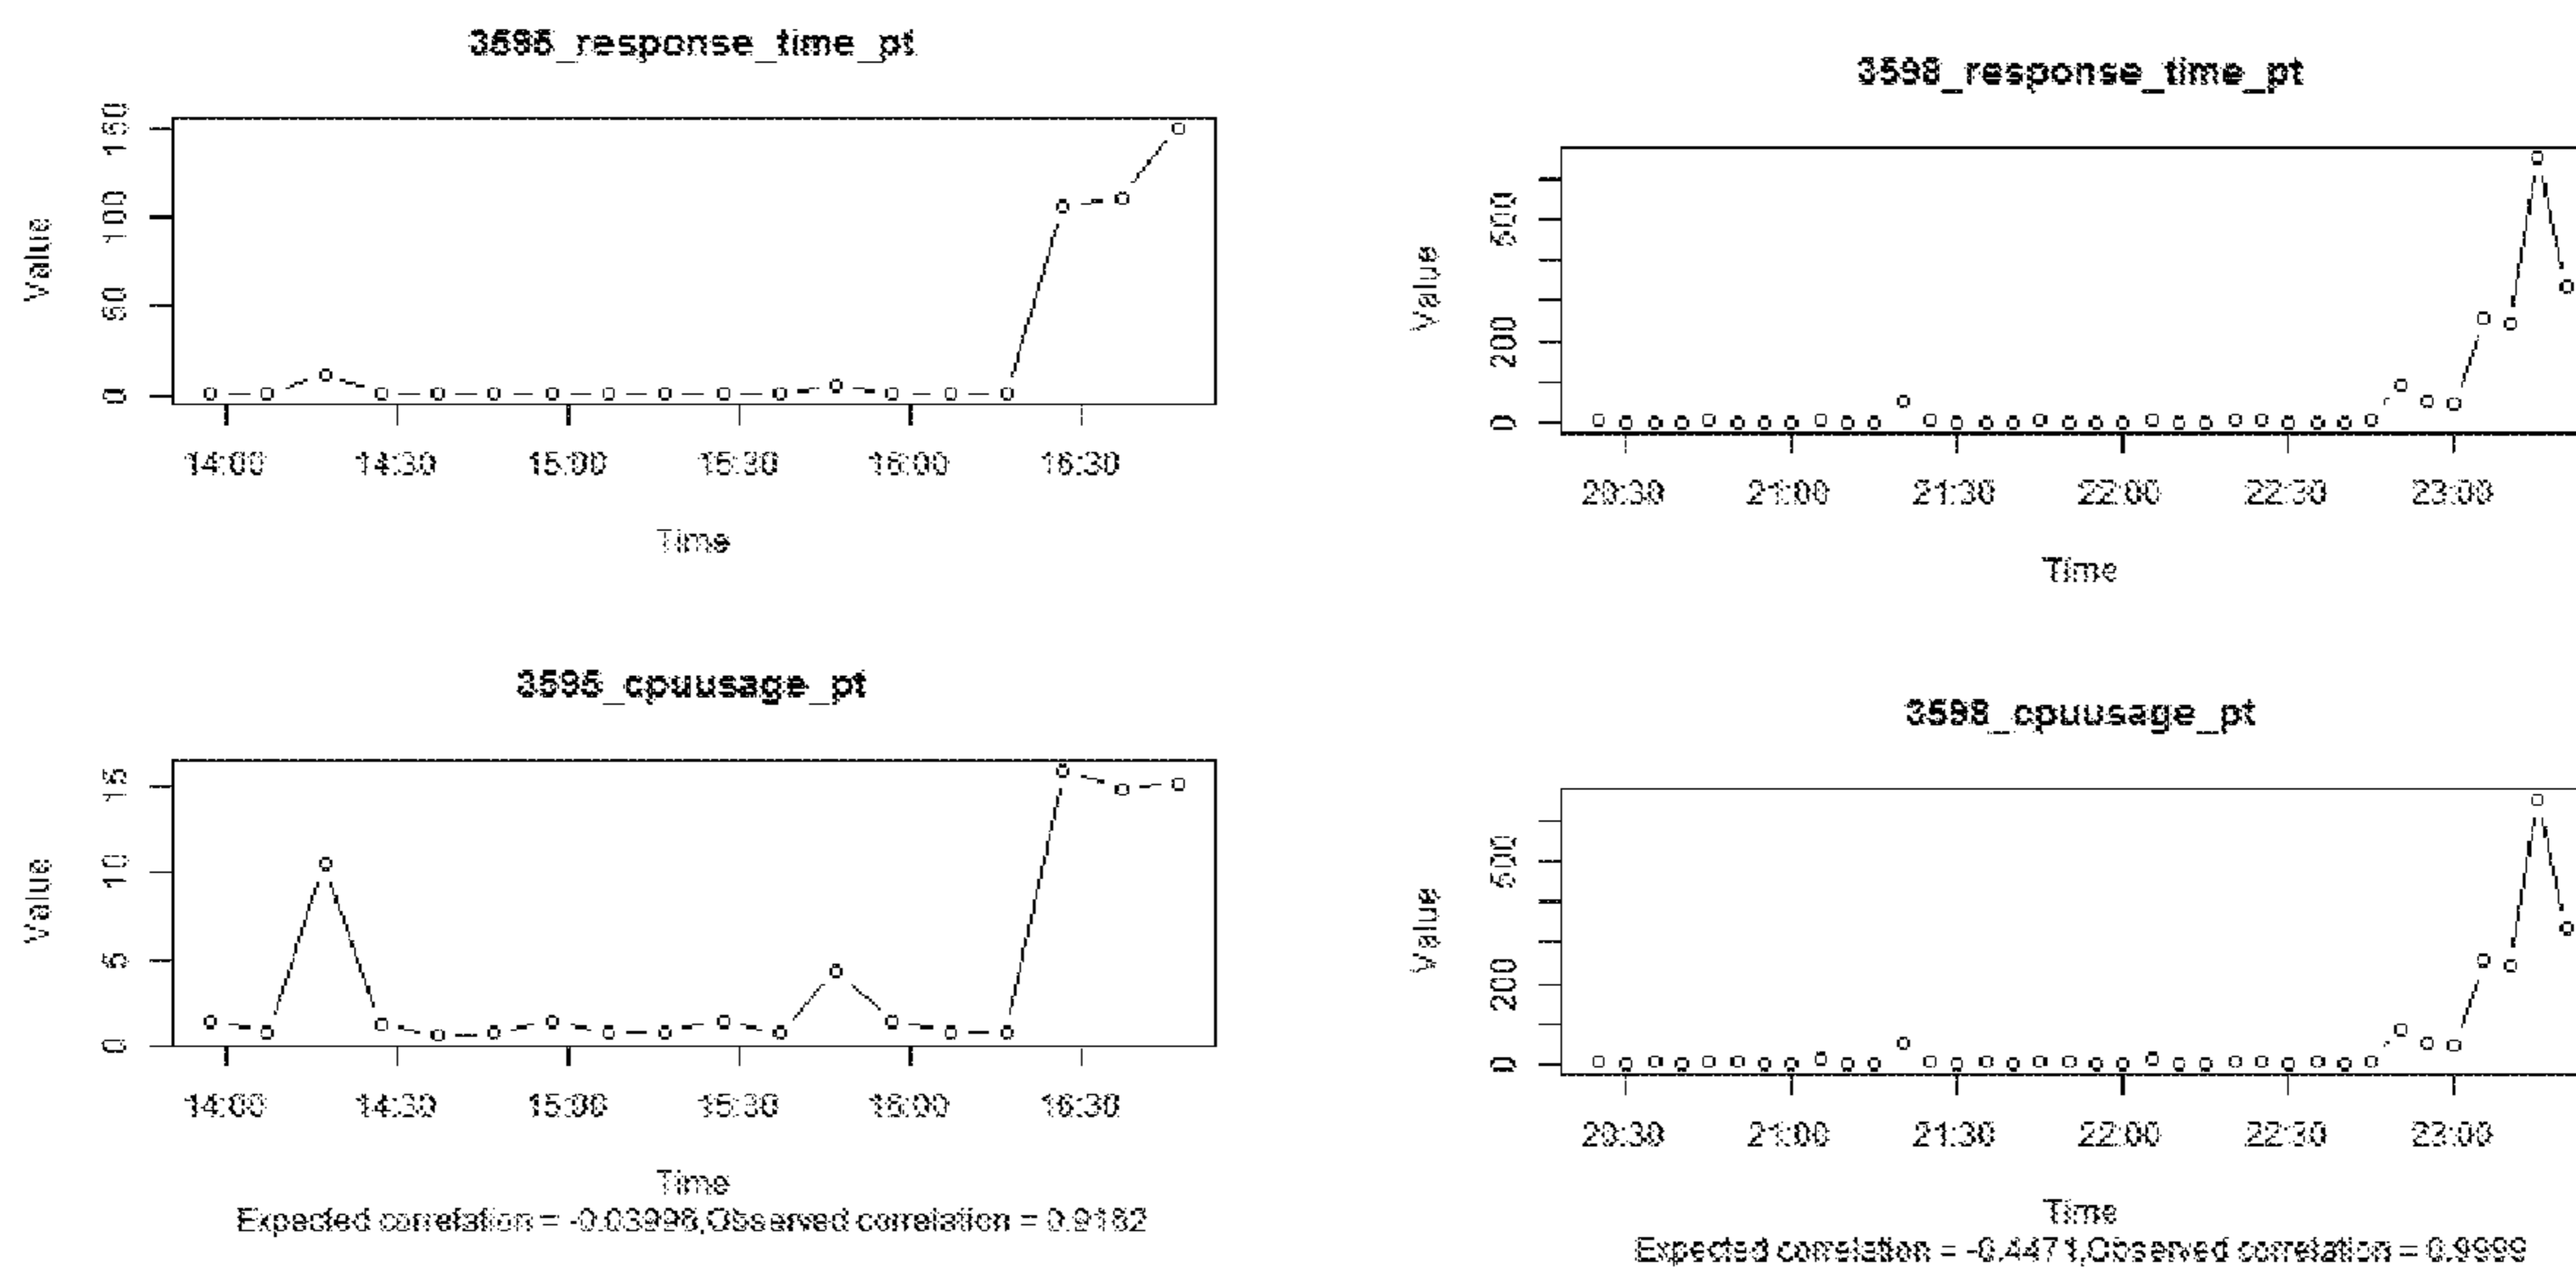 3595_response_time_pt
Value
0 50 100 150
14:00 14:30 15:00 15:30 16:00 16:30
Time
3595_cpuusage_pt
Value
0 5 10 15
14:00 14:30 15:00 15:30 16:00 16:30
Time
Expected correlation = -0.03996,Observed correlation = 0.9182
3598_response_time_pt
Value
0 200 500
20:30 21:00 21:30 22:00 22:30 23:00
Time
3598_cpuusage_pt
Value
0 200 500
20:30 21:00 21:30 22:00 22:30 23:00
Time
Expected correlation = -0.4471,Observed correlation = 0.9999